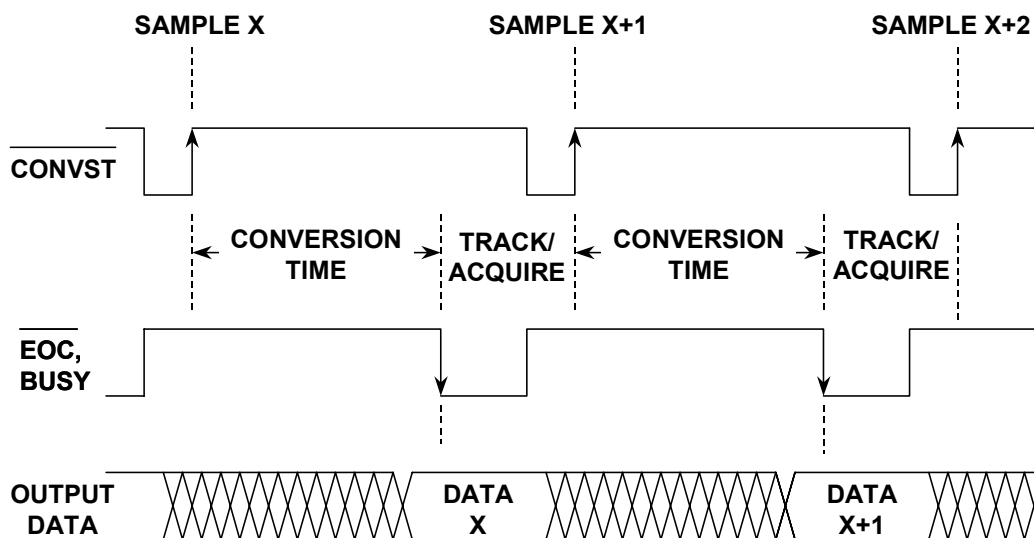 SAMPLE X SAMPLE X+1 SAMPLE X+2
CONVST
CONVERSION
TIME
TRACK/
ACQUIRE
CONVERSION
TIME
TRACK/
ACQUIRE
EOC,
BUSY
OUTPUT
DATA
DATA
X
DATA
X+1